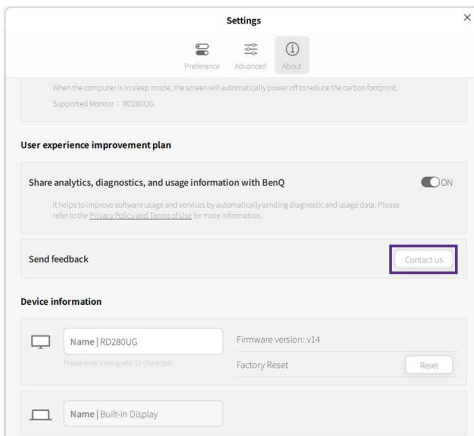 Settings
Preference Advanced About
When the computer is in sleep mode, the screen will automatically power off to reduce the carbon footprint.
Supported Monitor : RD280UG
User experience improvement plan
Share analytics, diagnostics, and usage information with BenQ
ON
It helps to improve software usage and services by automatically sending diagnostic and usage data. Please
refer to the Privacy Policy and Terms of Use for more information.
Send feedback
Contact us
Device information
Name | RD280UG
Firmware version: v14
Please enter a string with 12 characters.
Factory Reset
Reset
Name | Built-in Display